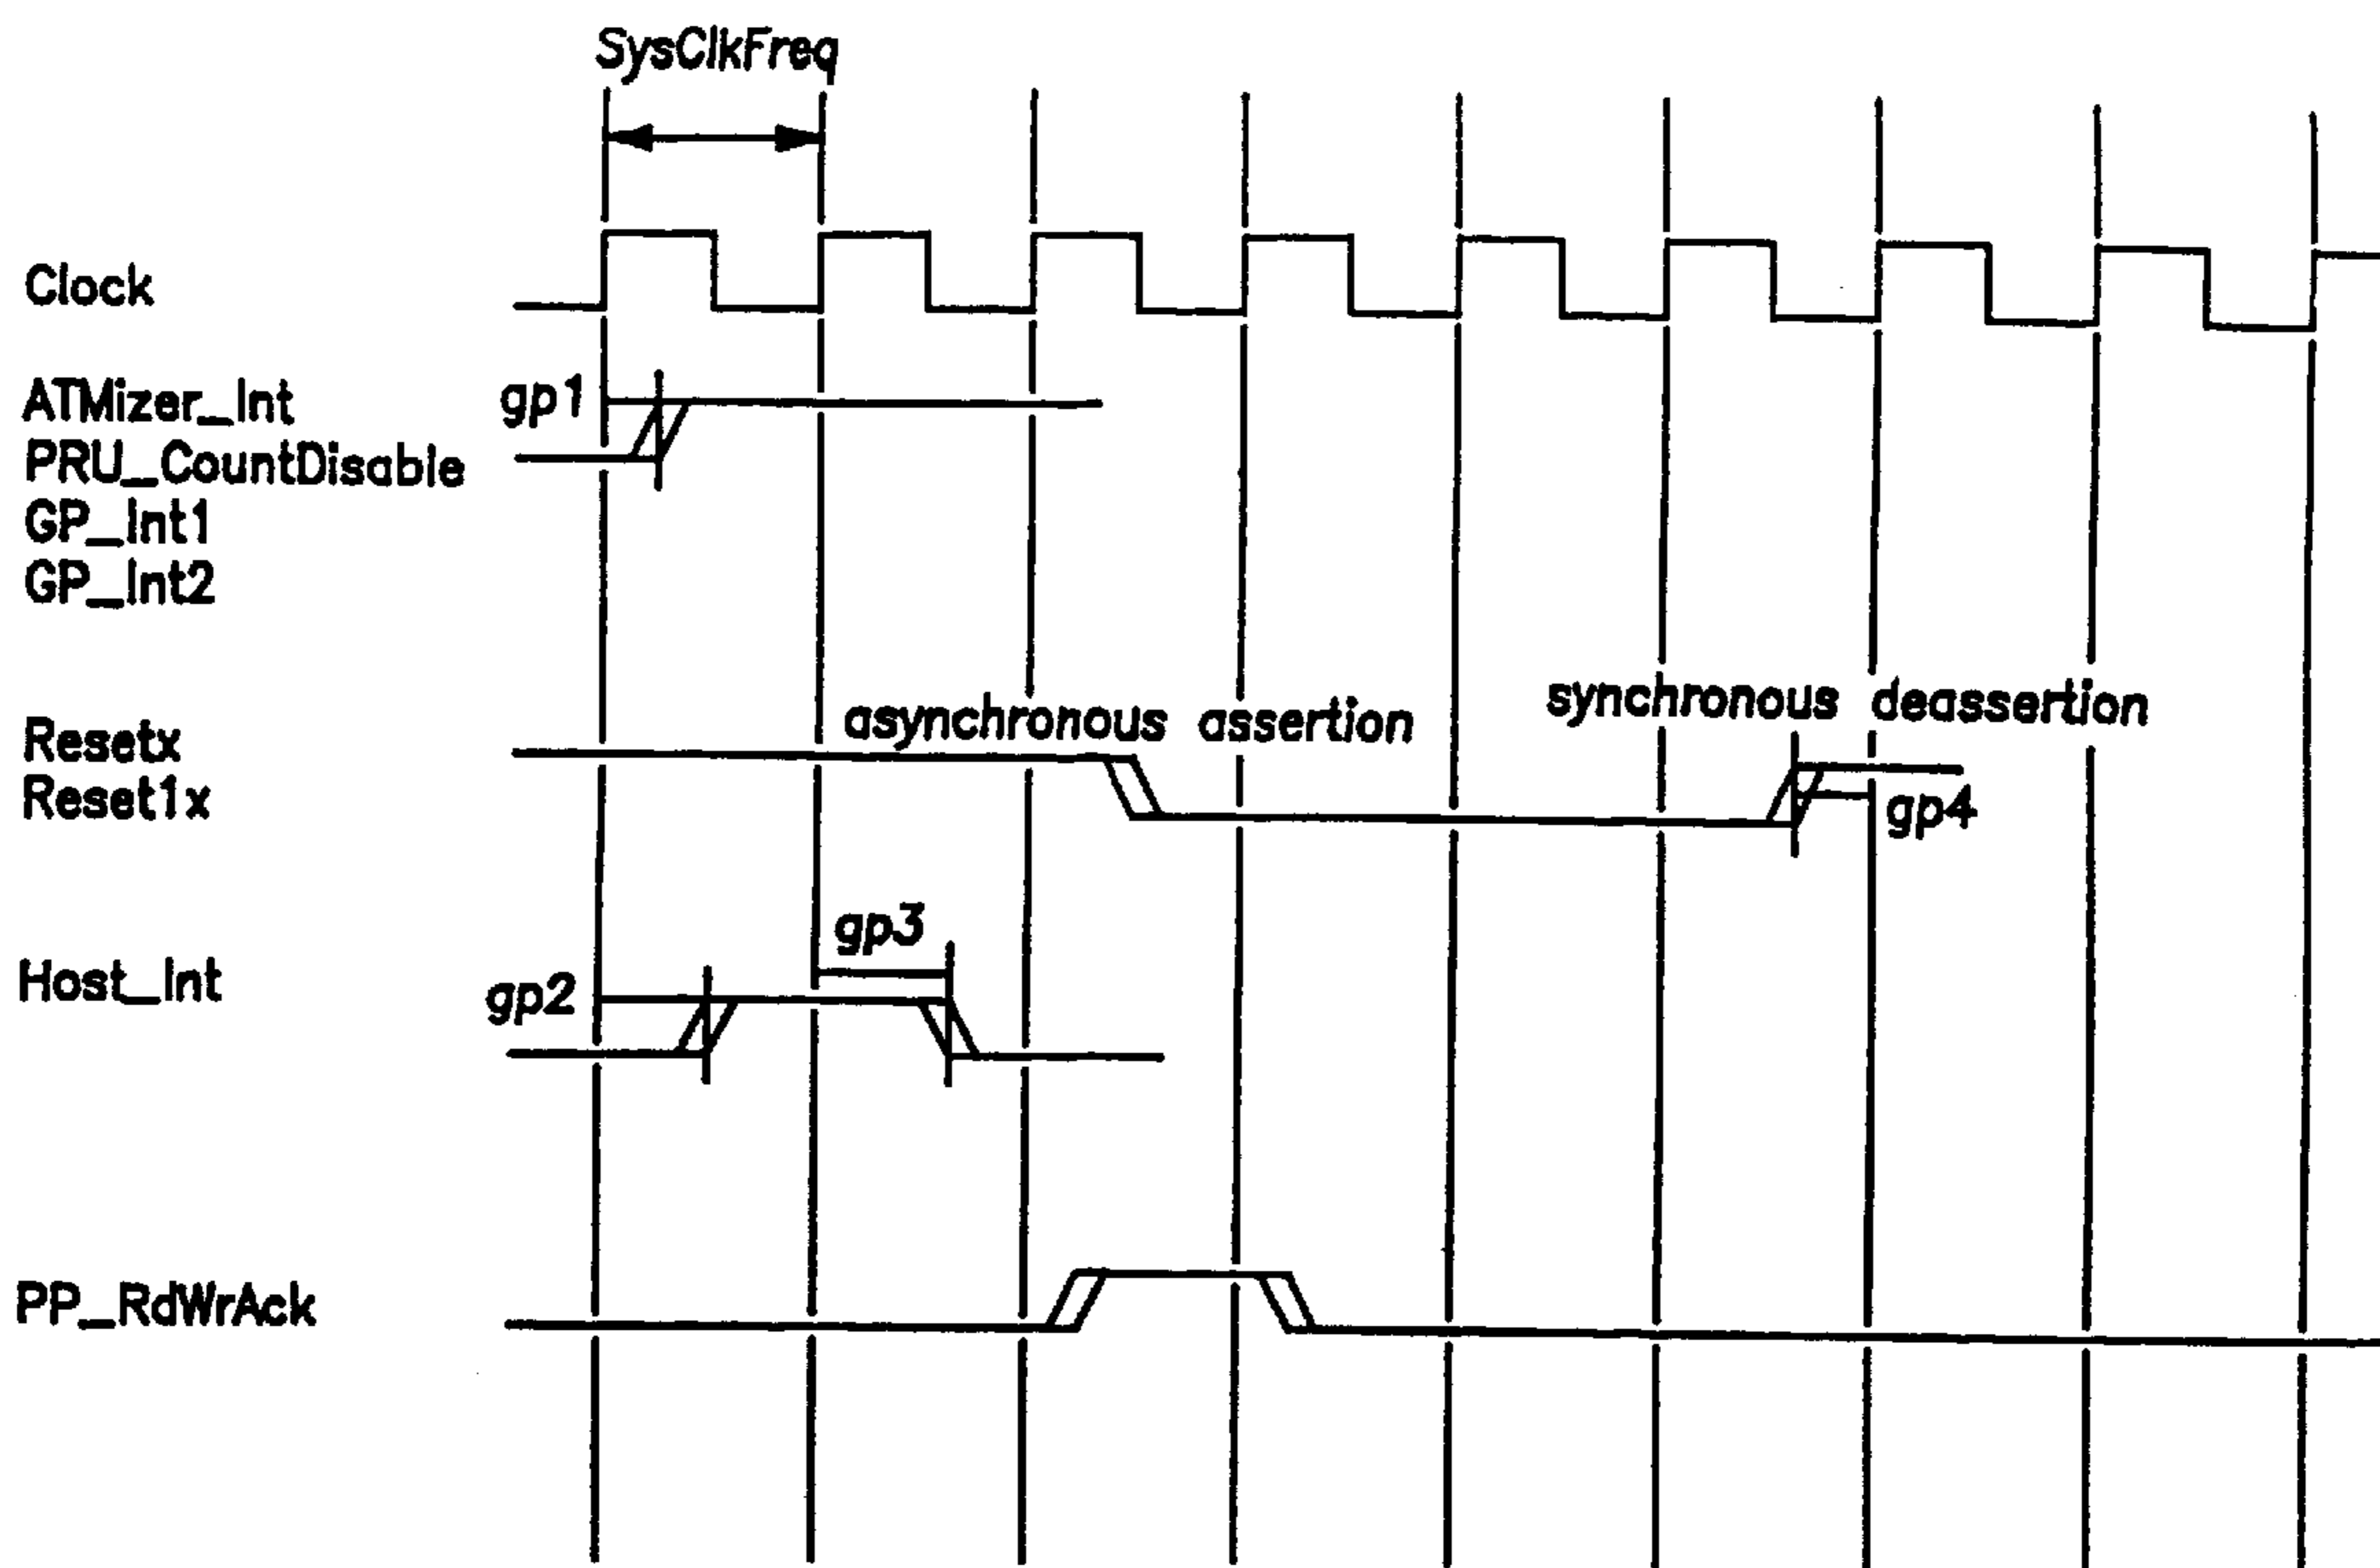 SysClkFreq
Clock
ATMizer_Int
gp1
PRU_CountDisable
GP_Int1
GP_Int2
asynchronous assertion
synchronous deassertion
Resetx
Reset1x
gp4
gp3
Host_Int
gp2
PP_RdWrAck